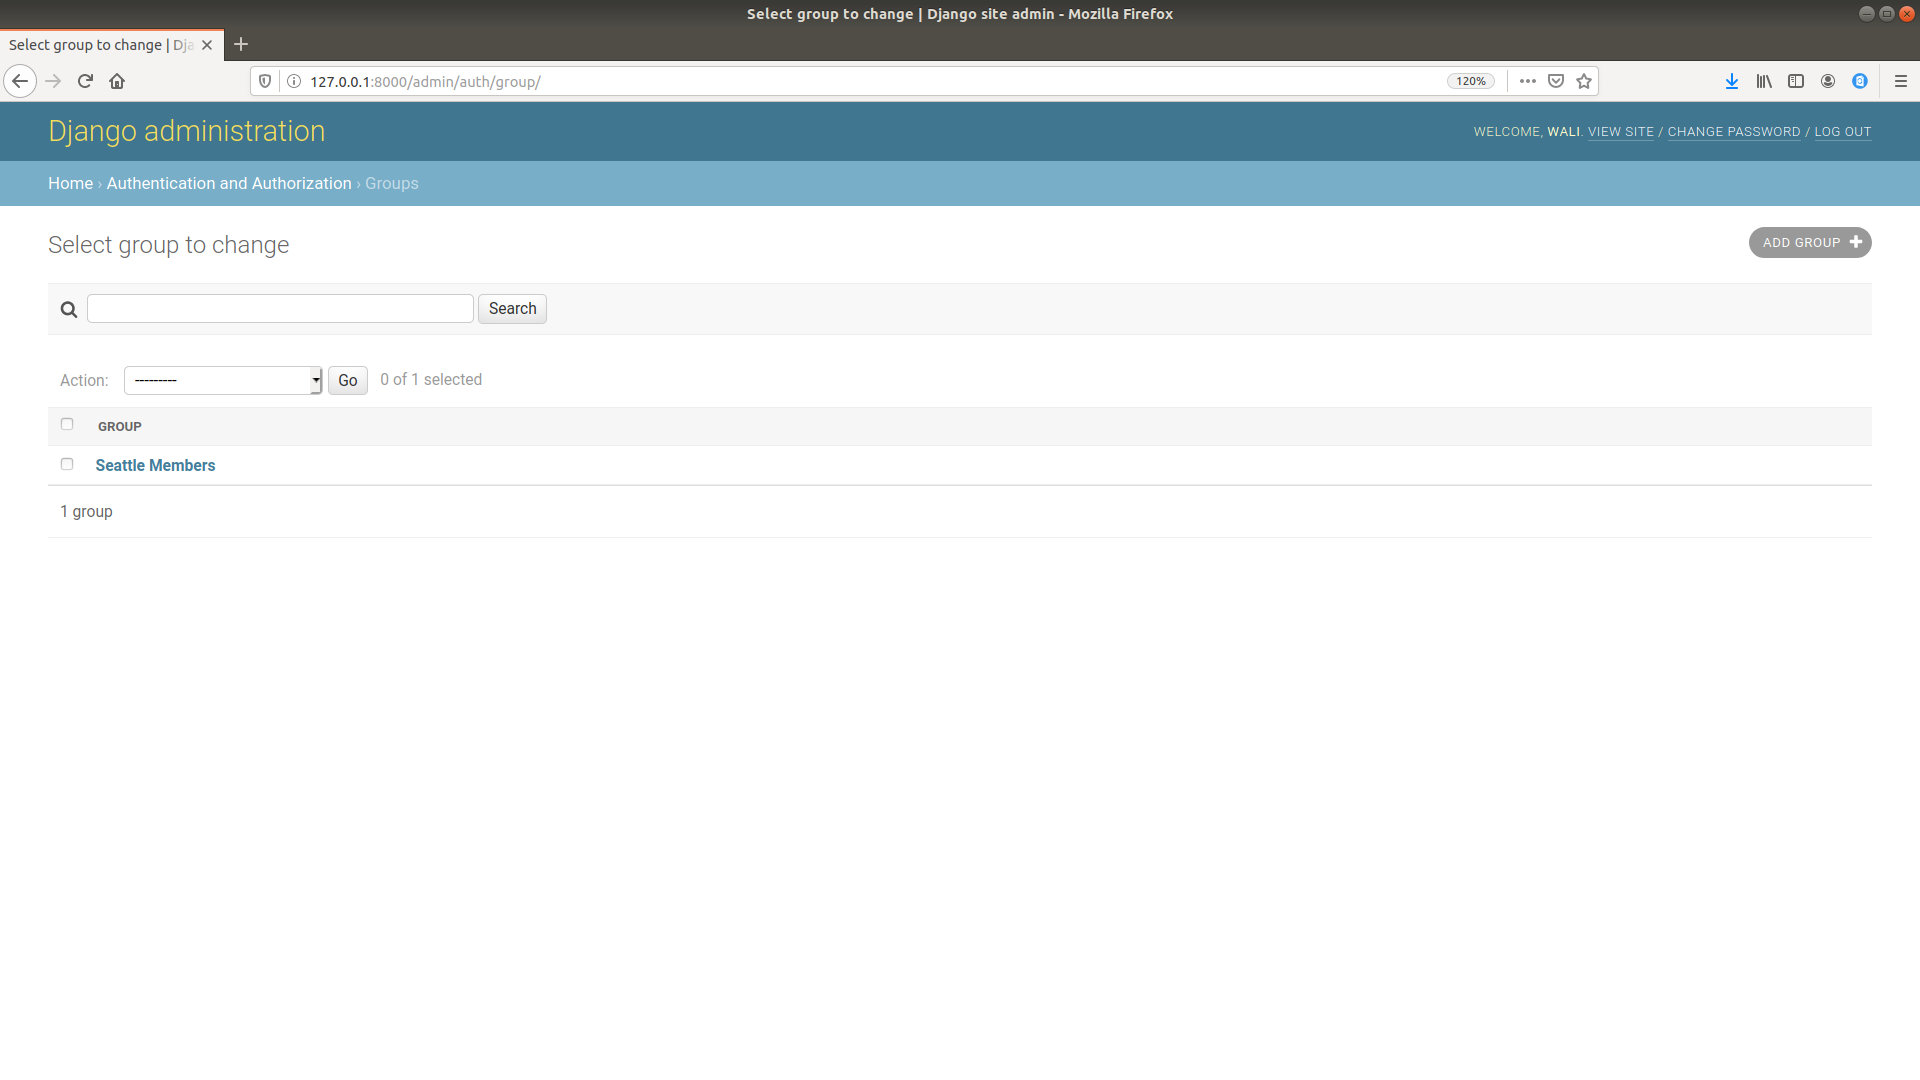 Select group to change | Django site admin - Mozilla Firefox
Select group to change | Dja
127.0.0.1:8000/admin/auth/group/
120%
Django administration
WELCOME, WALI. VIEW SITE / CHANGE PASSWORD / LOG OUT
Home › Authentication and Authorization › Groups
Select group to change
ADD GROUP
Search
Action: --------- Go 0 of 1 selected
GROUP
Seattle Members
1 group